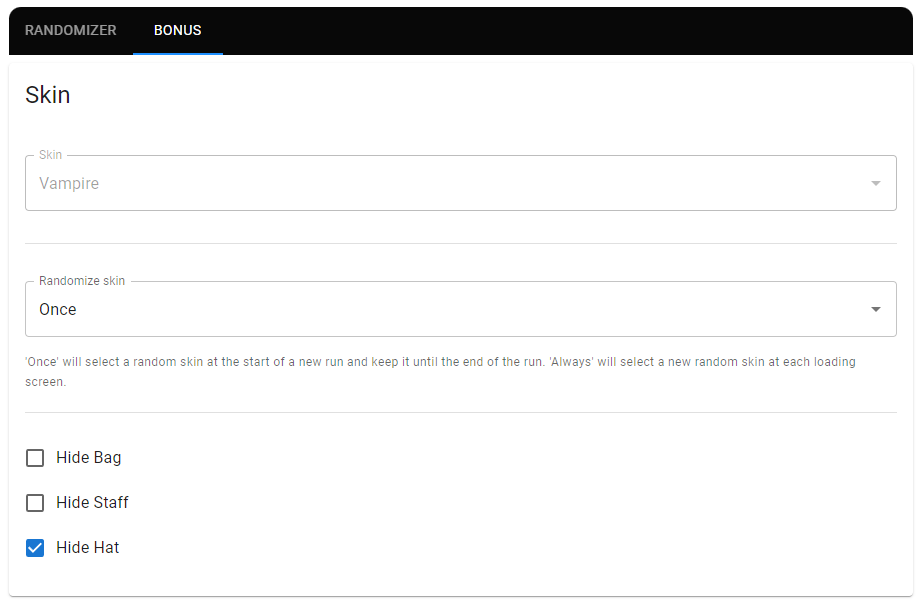 RANDOMIZER BONUS
Skin
Skin
Vampire
Randomize skin
Once
'Once' will select a random skin at the start of a new run and keep it until the end of the run. 'Always' will select a new random skin at each loading
screen.
Hide Bag
Hide Staff
Hide Hat